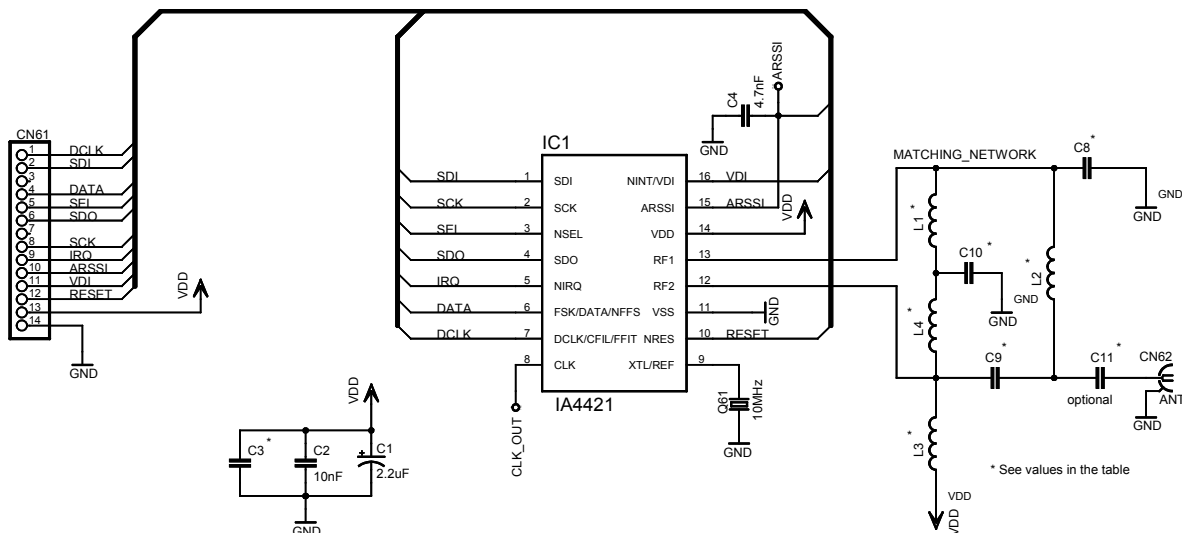 CN61
1 DCLK
2 SDI
3
4 DATA
5 SEL
6 SDO
7
8 SCK
9 IRQ
10 ARSSI
11 VDI
12 RESET
13
14
VDD
GND
IC1
SDI 1 SDI
SCK 2 SCK
SEL 3 NSEL
SDO 4 SDO
IRQ 5 NIRQ
DATA 6 FSK/DATA/NFFS
DCLK 7 DCLK/CFIL/FFIT
8 CLK
NINT/VDI 16 VDI
ARSSI 15 ARSSI
VDD 14
RF1 13
RF2 12
VSS 11
NRES 10 RESET
XTL/REF 9
IA4421
CLK_OUT
C4
4.7nF
ARSSI
GND
VDD
GND
Q61
10MHz
GND
MATCHING_NETWORK
L1 *
C10 *
GND
L4 *
L2 *
GND
C8 *
GND
GND
C9 *
C11 *
optional
CN62
ANT
GND
L3 *
VDD
VDD
* See values in the table
VDD
C3 *
C2
10nF
+
C1
2.2uF
GND